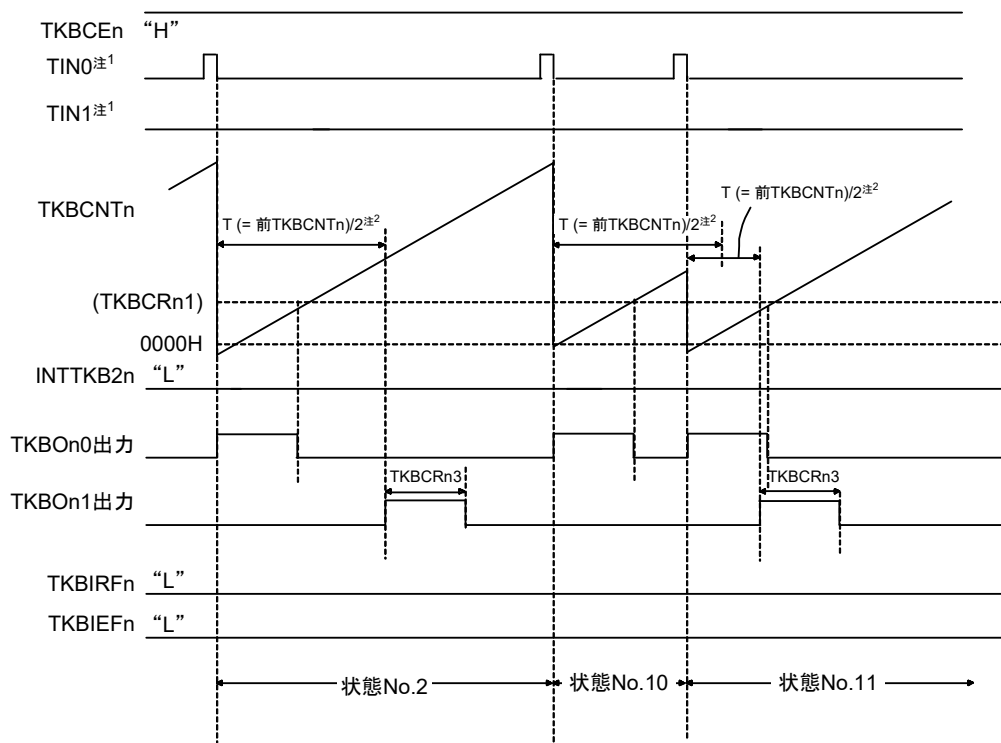 TKBCEn “H”
TIN0注1
TIN1注1
TKBCNTn
T (= 前TKBCNTn)/2注2
T (= 前TKBCNTn)/2注2
T (= 前TKBCNTn)/2注2
(TKBCRn1)
0000H
INTTKB2n “L”
TKBOn0出力
TKBCRn3
TKBCRn3
TKBOn1出力
TKBIRFn “L”
TKBIEFn “L”
状態No.2
状態No.10
状態No.11